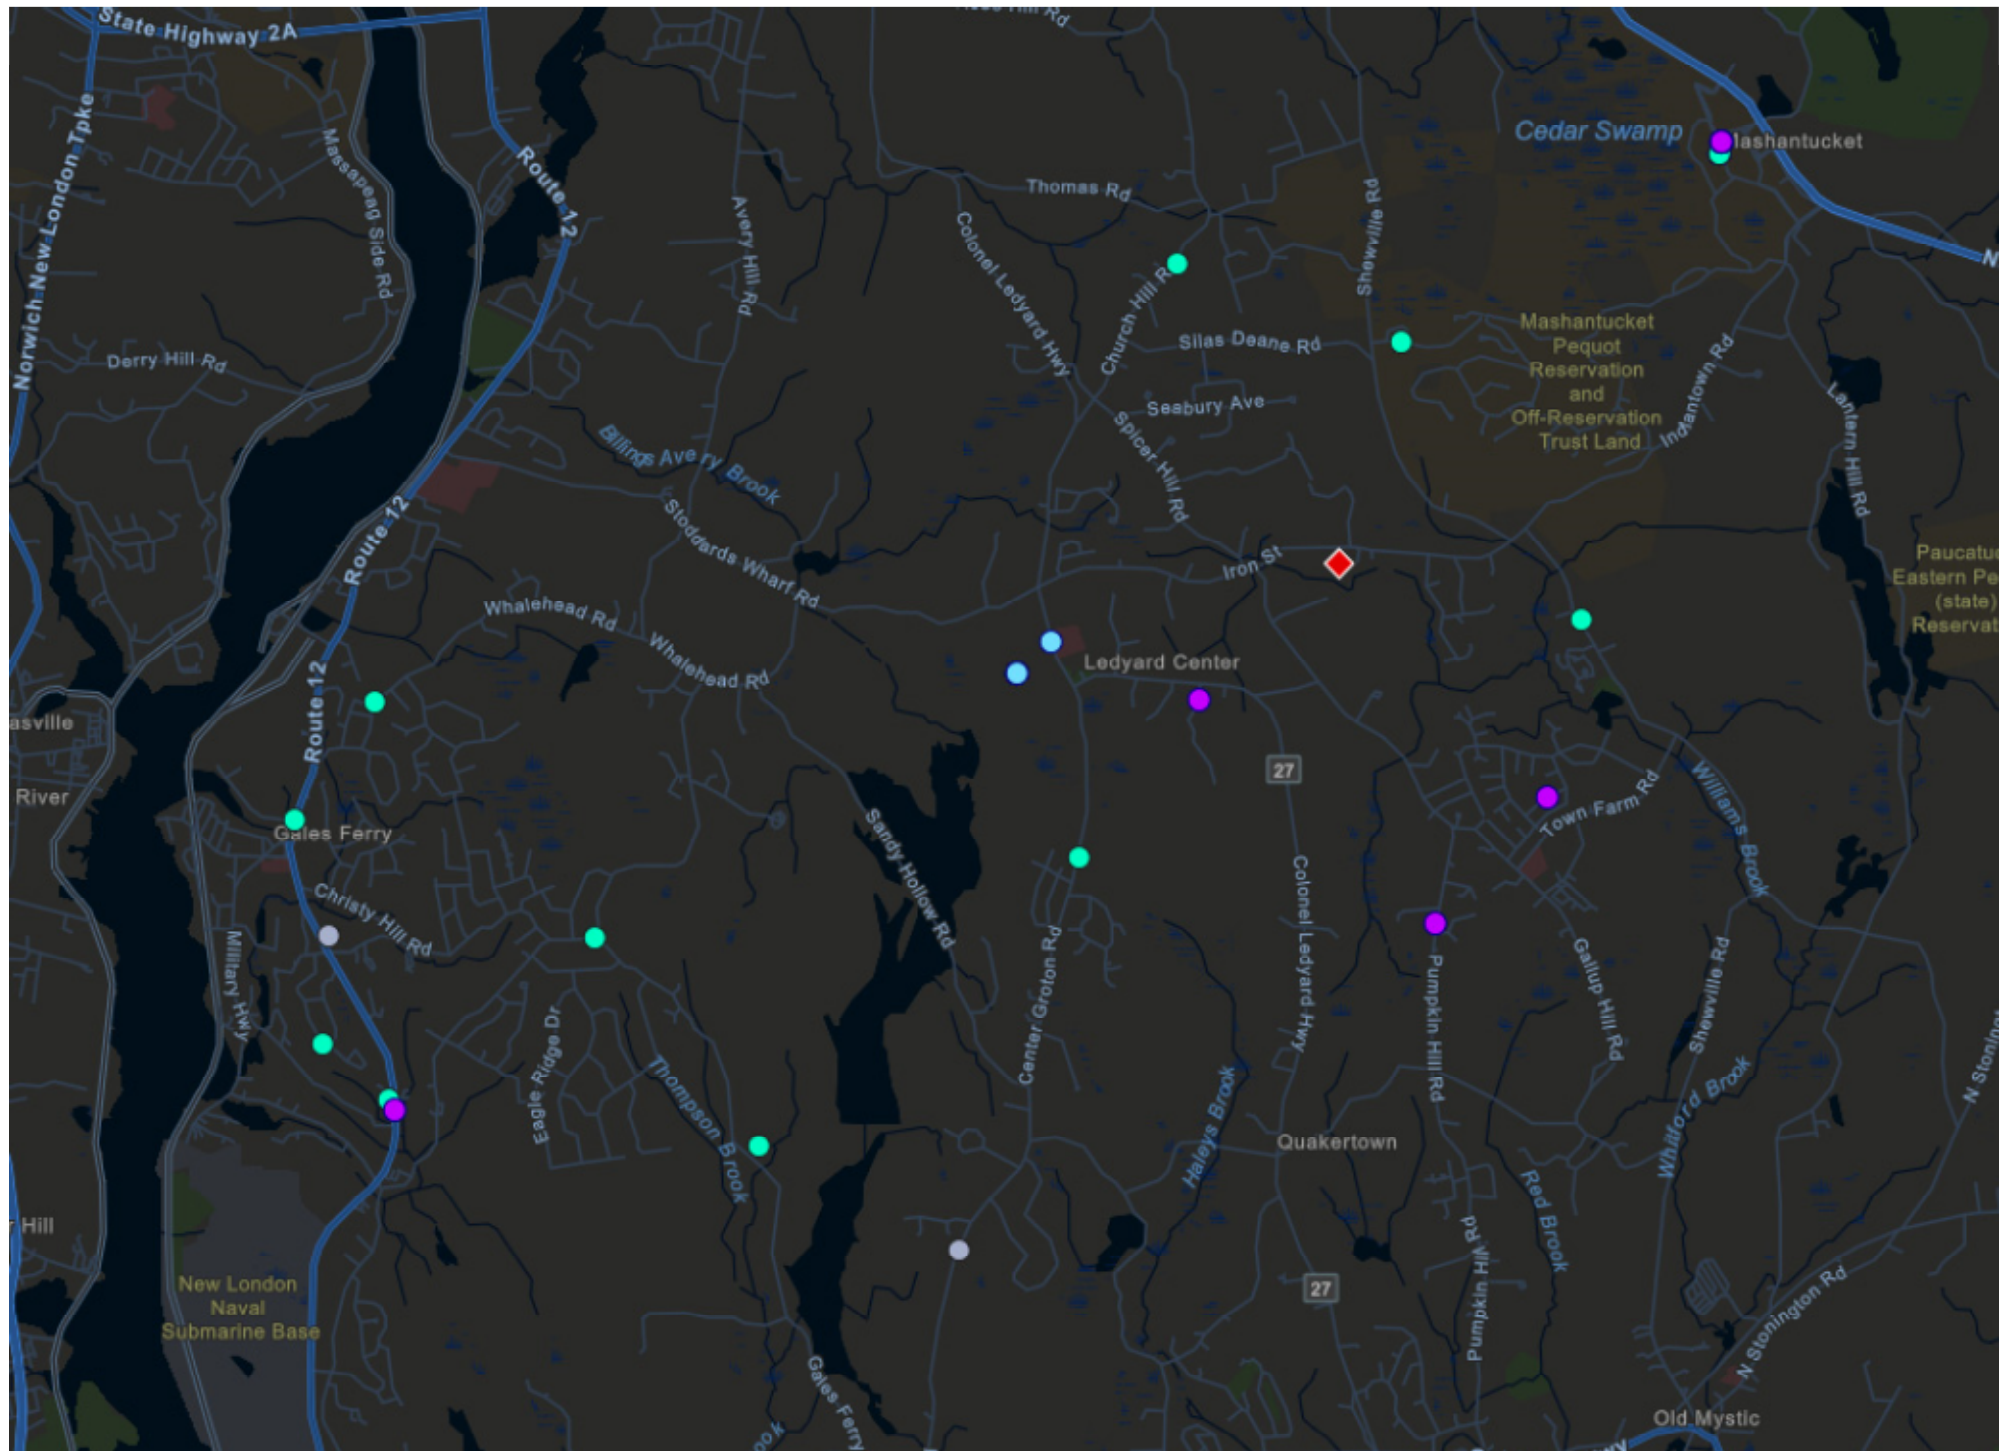 State Highway 2A
Norwich New London Tpke
Massapeag Side Rd
Route 12
Avery Hill Rd
Thomas Rd
Colonel Ledyard Hwy
Shewville Rd
Cedar Swamp
Mashantucket
N
Derry Hill Rd
Church Hill R
Silas Deane Rd
Seabury Ave
Spicer Hill Rd
Mashantucket
Pequot
Reservation
and
Off-Reservation
Trust Land
Indiantown Rd
Lantern Hill Rd
Billings Avery Brook
Route 12
Stoddards Wharf Rd
Iron St
Paucatuc
Eastern Pe
(state)
Reservat
Whalehead Rd
Whalehead Rd
Ledyard Center
Route 12
asville
River
Gales Ferry
27
Town Farm Rd
Williams Brook
Sandy Hollow Rd
Christy Hill Rd
Military Hwy
Colonel Ledyard Hwy
Center Groton Rd
Pumpkin Hill Rd
Gallup Hill Rd
Shewville Rd
Eagle Ridge Dr
Thompson Brook
Haleys Brook
Quakertown
Whitford Brook
N Stoning
Red Brook
Hill
New London
Naval
Submarine Base
Pumpkin Hill Rd
27
N Stonington Rd
Gales Ferry
ook
Old Mystic